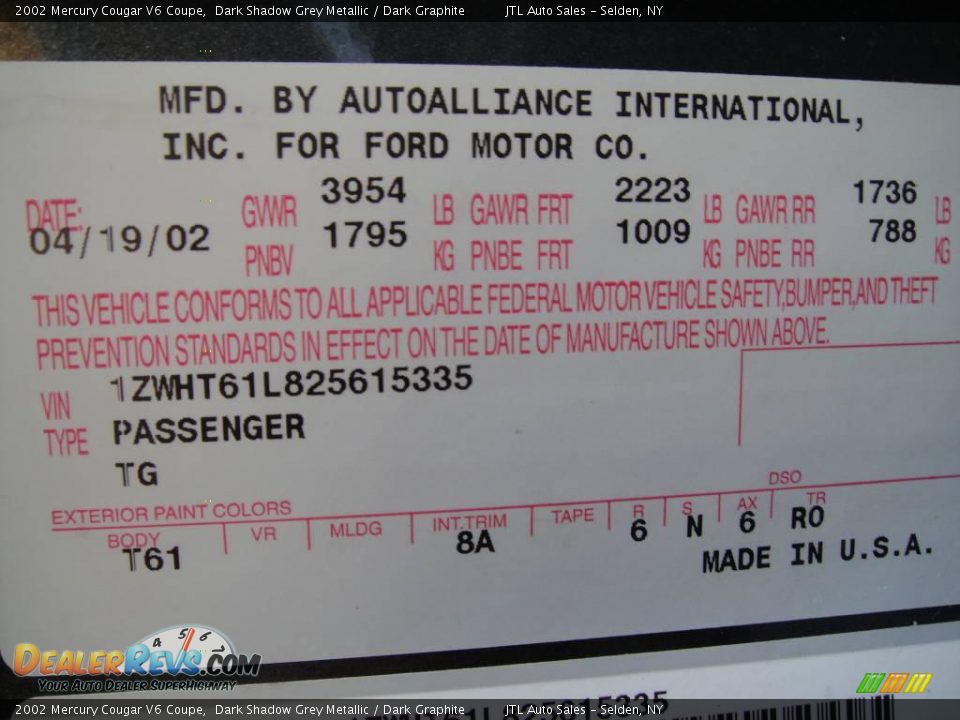 2002 Mercury Cougar V6 Coupe, Dark Shadow Grey Metallic / Dark Graphite JTL Auto Sales - Selden, NY
MFD. BY AUTOALLIANCE INTERNATIONAL,
INC. FOR FORD MOTOR CO.
DATE: GVWR 3954 LB GAWR FRT 2223 LB GAWR RR 1736 LB
04/19/02 PNBV 1795 KG PNBE FRT 1009 KG PNBE RR 788 KG
THIS VEHICLE CONFORMS TO ALL APPLICABLE FEDERAL MOTOR VEHICLE SAFETY,BUMPER,AND THEFT
PREVENTION STANDARDS IN EFFECT ON THE DATE OF MANUFACTURE SHOWN ABOVE.
VIN 1ZWHT61L825615335
TYPE PASSENGER
TG
EXTERIOR PAINT COLORS DSO
BODY VR MLDG INT.TRIM TAPE R S AX TR
T61 8A 6 N 6 RO
MADE IN U.S.A.
4 5 6 7
DEALERREVS.COM
YOUR AUTO DEALER SUPERHIGHWAY
1ZWHT61L825615335
2002 Mercury Cougar V6 Coupe, Dark Shadow Grey Metallic / Dark Graphite JTL Auto Sales - Selden, NY